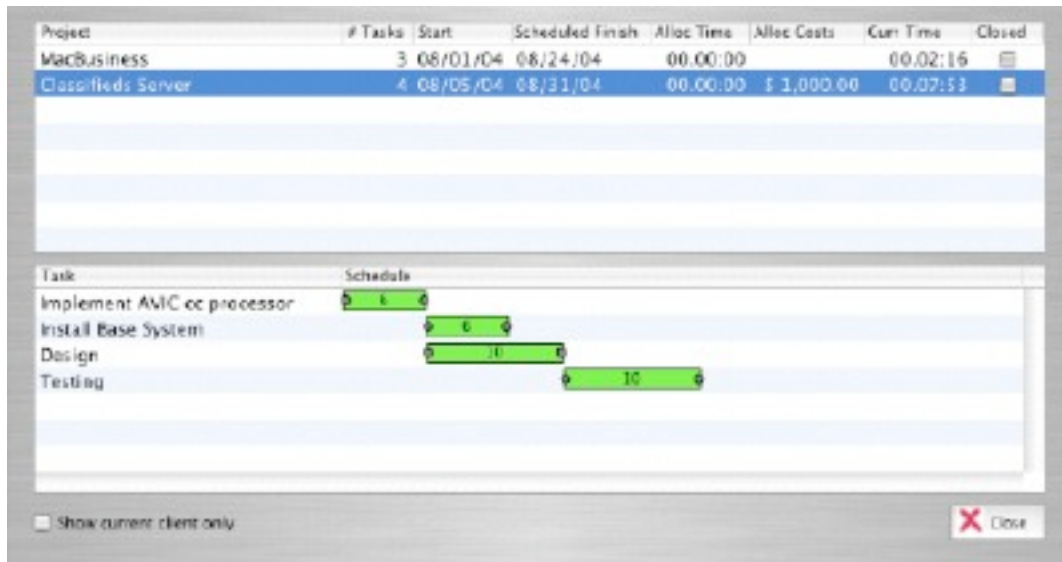 Project # Tasks Start Scheduled Finish Alloc Time Alloc Costs Curr Time Closed
MacBusiness 3 08/01/04 08/24/04 00.00:00 00.02:16
Classifieds Server 4 08/05/04 08/31/04 00.00:00 $ 1,000.00 00.07:53
Task Schedule
Implement AVIC cc processor 6
Install Base System 6
Design 10
Testing 10
Show current client only Close